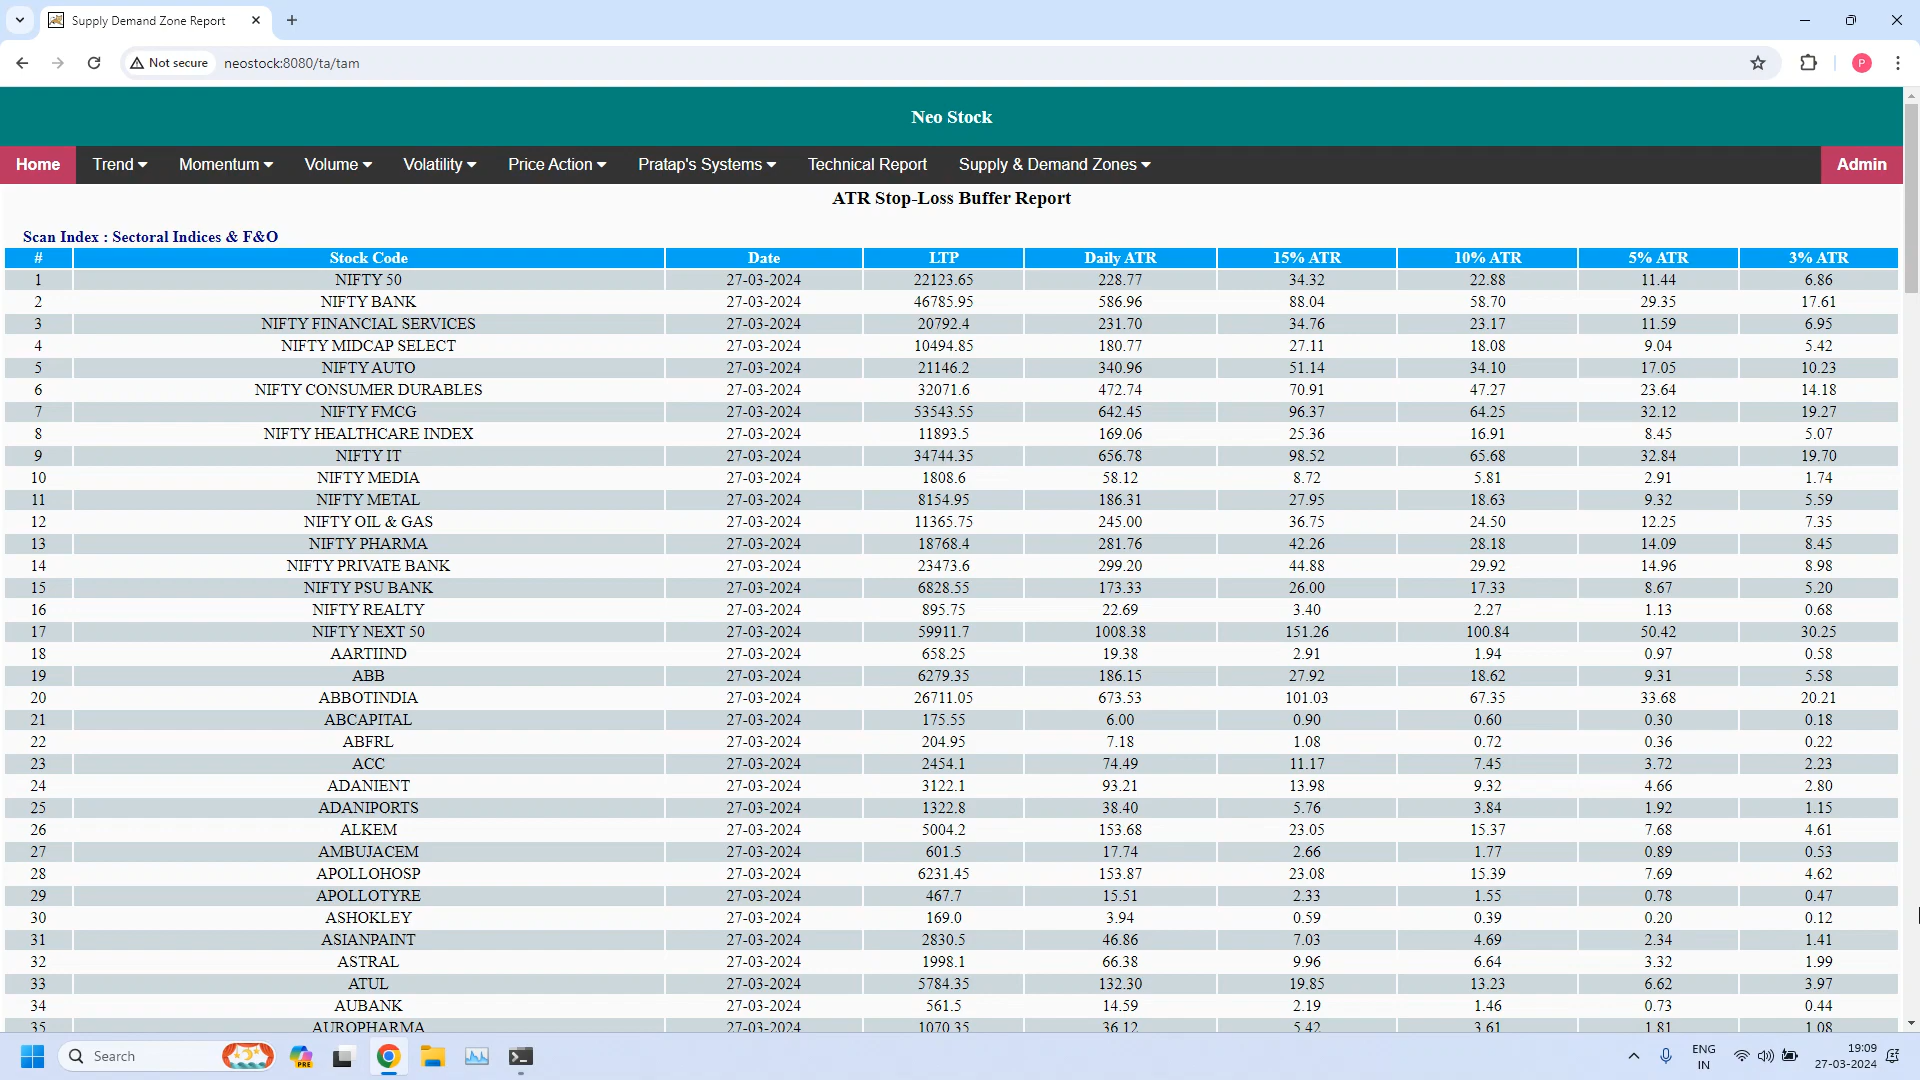 Supply Demand Zone Report
Not secure neostock:8080/ta/tam P
Neo Stock
Home Trend Momentum Volume Volatility Price Action Pratap's Systems Technical Report Supply & Demand Zones Admin
ATR Stop-Loss Buffer Report
Scan Index : Sectoral Indices & F&O
# Stock Code Date LTP Daily ATR 15% ATR 10% ATR 5% ATR 3% ATR
1 NIFTY 50 27-03-2024 22123.65 228.77 34.32 22.88 11.44 6.86
2 NIFTY BANK 27-03-2024 46785.95 586.96 88.04 58.70 29.35 17.61
3 NIFTY FINANCIAL SERVICES 27-03-2024 20792.4 231.70 34.76 23.17 11.59 6.95
4 NIFTY MIDCAP SELECT 27-03-2024 10494.85 180.77 27.11 18.08 9.04 5.42
5 NIFTY AUTO 27-03-2024 21146.2 340.96 51.14 34.10 17.05 10.23
6 NIFTY CONSUMER DURABLES 27-03-2024 32071.6 472.74 70.91 47.27 23.64 14.18
7 NIFTY FMCG 27-03-2024 53543.55 642.45 96.37 64.25 32.12 19.27
8 NIFTY HEALTHCARE INDEX 27-03-2024 11893.5 169.06 25.36 16.91 8.45 5.07
9 NIFTY IT 27-03-2024 34744.35 656.78 98.52 65.68 32.84 19.70
10 NIFTY MEDIA 27-03-2024 1808.6 58.12 8.72 5.81 2.91 1.74
11 NIFTY METAL 27-03-2024 8154.95 186.31 27.95 18.63 9.32 5.59
12 NIFTY OIL & GAS 27-03-2024 11365.75 245.00 36.75 24.50 12.25 7.35
13 NIFTY PHARMA 27-03-2024 18768.4 281.76 42.26 28.18 14.09 8.45
14 NIFTY PRIVATE BANK 27-03-2024 23473.6 299.20 44.88 29.92 14.96 8.98
15 NIFTY PSU BANK 27-03-2024 6828.55 173.33 26.00 17.33 8.67 5.20
16 NIFTY REALTY 27-03-2024 895.75 22.69 3.40 2.27 1.13 0.68
17 NIFTY NEXT 50 27-03-2024 59911.7 1008.38 151.26 100.84 50.42 30.25
18 AARTIIND 27-03-2024 658.25 19.38 2.91 1.94 0.97 0.58
19 ABB 27-03-2024 6279.35 186.15 27.92 18.62 9.31 5.58
20 ABBOTINDIA 27-03-2024 26711.05 673.53 101.03 67.35 33.68 20.21
21 ABCAPITAL 27-03-2024 175.55 6.00 0.90 0.60 0.30 0.18
22 ABFRL 27-03-2024 204.95 7.18 1.08 0.72 0.36 0.22
23 ACC 27-03-2024 2454.1 74.49 11.17 7.45 3.72 2.23
24 ADANIENT 27-03-2024 3122.1 93.21 13.98 9.32 4.66 2.80
25 ADANIPORTS 27-03-2024 1322.8 38.40 5.76 3.84 1.92 1.15
26 ALKEM 27-03-2024 5004.2 153.68 23.05 15.37 7.68 4.61
27 AMBUJACEM 27-03-2024 601.5 17.74 2.66 1.77 0.89 0.53
28 APOLLOHOSP 27-03-2024 6231.45 153.87 23.08 15.39 7.69 4.62
29 APOLLOTYRE 27-03-2024 467.7 15.51 2.33 1.55 0.78 0.47
30 ASHOKLEY 27-03-2024 169.0 3.94 0.59 0.39 0.20 0.12
31 ASIANPAINT 27-03-2024 2830.5 46.86 7.03 4.69 2.34 1.41
32 ASTRAL 27-03-2024 1998.1 66.38 9.96 6.64 3.32 1.99
33 ATUL 27-03-2024 5784.35 132.30 19.85 13.23 6.62 3.97
34 AUBANK 27-03-2024 561.5 14.59 2.19 1.46 0.73 0.44
35 AUROPHARMA 27-03-2024 1070.35 36.12 5.42 3.61 1.81 1.08
Search PRE ENG IN 19:09 27-03-2024